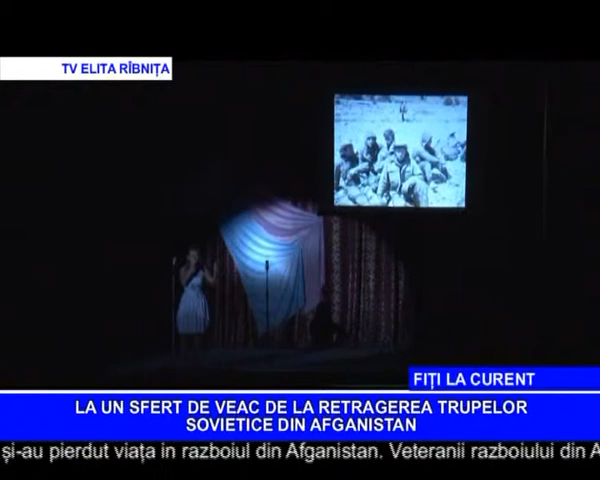 TV ELITA RÎBNIȚA
FIȚI LA CURENT
LA UN SFERT DE VEAC DE LA RETRAGEREA TRUPELOR
SOVIETICE DIN AFGANISTAN
și-au pierdut viața in razboiul din Afganistan. Veteranii razboiului din A